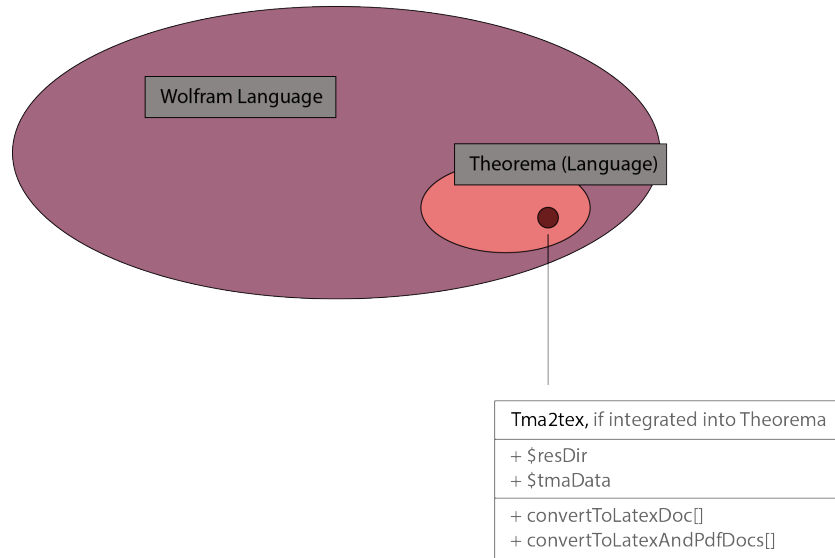 Wolfram Language
Theorema (Language)
Tma2tex, if integrated into Theorema
+ $resDir
+ $tmaData
+ convertToLatexDoc[]
+ convertToLatexAndPdfDocs[]